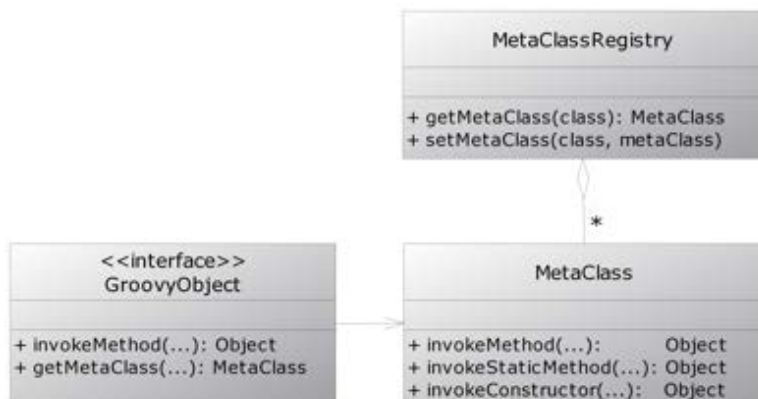 MetaClassRegistry
+ getMetaClass(class): MetaClass
+ setMetaClass(class, metaClass)
*
<<interface>>
GroovyObject
+ invokeMethod(...): Object
+ getMetaClass(...): MetaClass
MetaClass
+ invokeMethod(...): Object
+ invokeStaticMethod(...): Object
+ invokeConstructor(...): Object